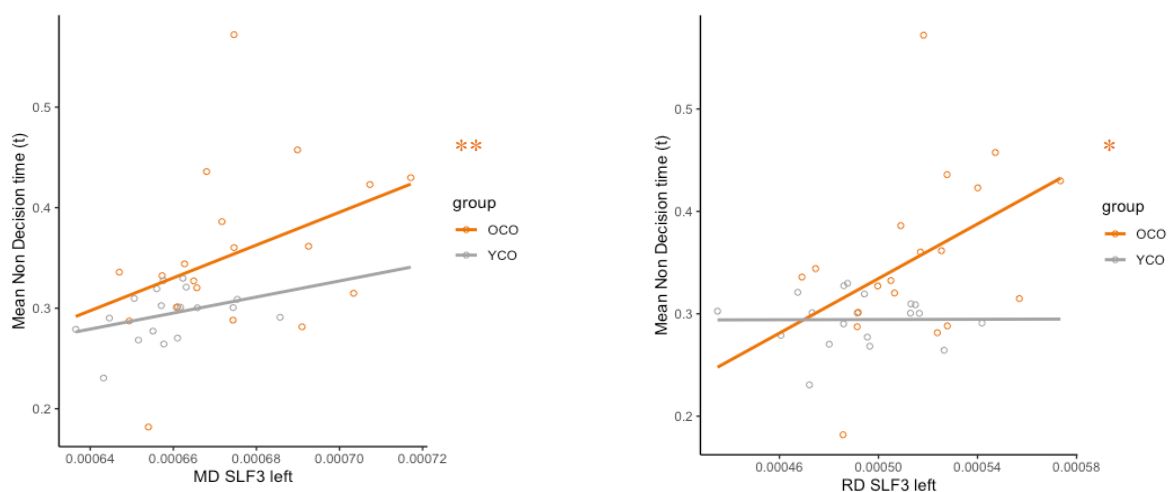 Mean Non Decision time (t)
0.5
0.4
0.3
0.2
0.00064
0.00066
0.00068
0.00070
0.00072
MD SLF3 left
**
group
OCO
YCO
Mean Non Decision time (t)
0.5
0.4
0.3
0.2
0.00046
0.00050
0.00054
0.00058
RD SLF3 left
*
group
OCO
YCO